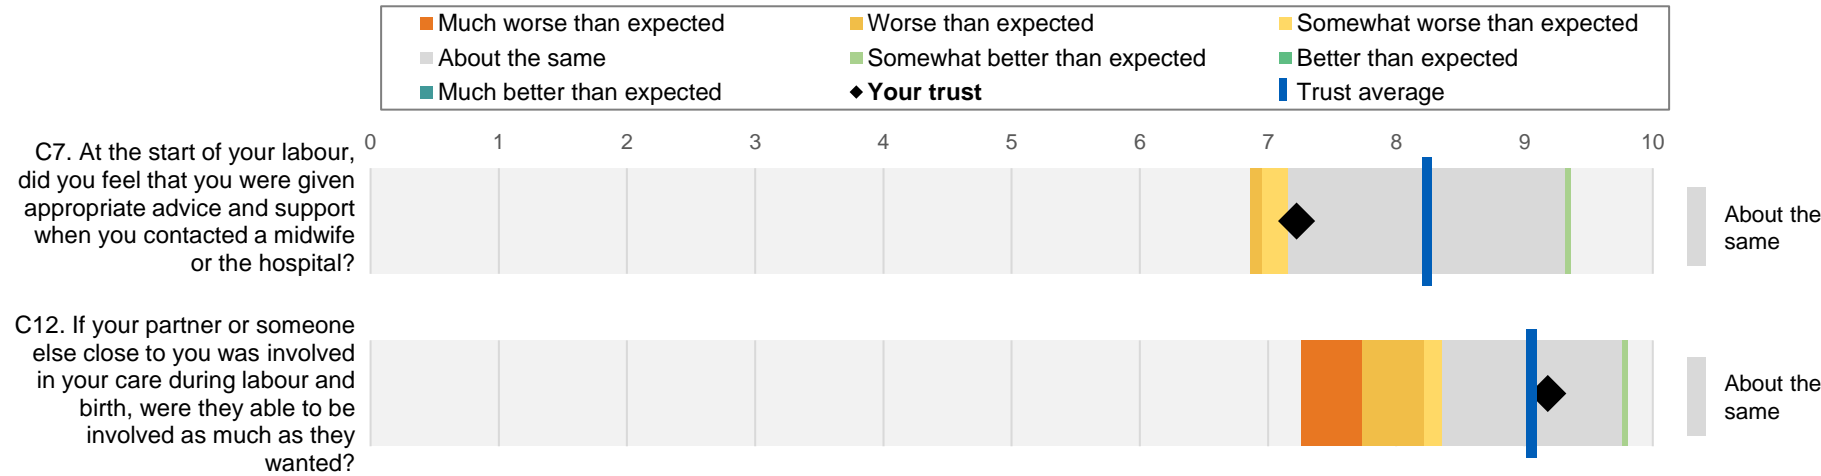 Much worse than expected
Worse than expected
Somewhat worse than expected
About the same
Somewhat better than expected
Better than expected
Much better than expected
Your trust
Trust average
0 1 2 3 4 5 6 7 8 9 10
C7. At the start of your labour,
did you feel that you were given
appropriate advice and support
when you contacted a midwife
or the hospital?
About the
same
C12. If your partner or someone
else close to you was involved
in your care during labour and
birth, were they able to be
involved as much as they
wanted?
About the
same